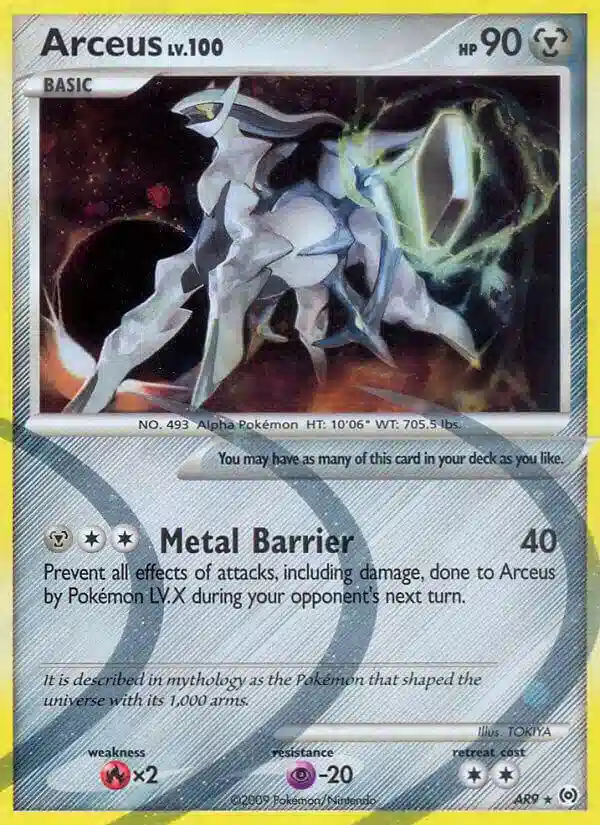 Arceus LV.100 HP 90
BASIC
NO. 493 Alpha Pokémon HT: 10'06" WT: 705.5 lbs.
You may have as many of this card in your deck as you like.
Metal Barrier 40
Prevent all effects of attacks, including damage, done to Arceus
by Pokémon LV.X during your opponent's next turn.
It is described in mythology as the Pokémon that shaped the
universe with its 1,000 arms.
Illus. TOKIYA
weakness resistance retreat cost
×2 -20
©2009 Pokémon/Nintendo AR9 ★